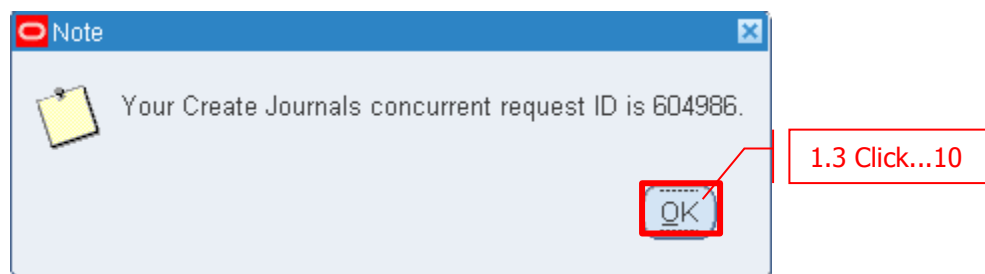 Note
Your Create Journals concurrent request ID is 604986.
1.3 Click...10
OK